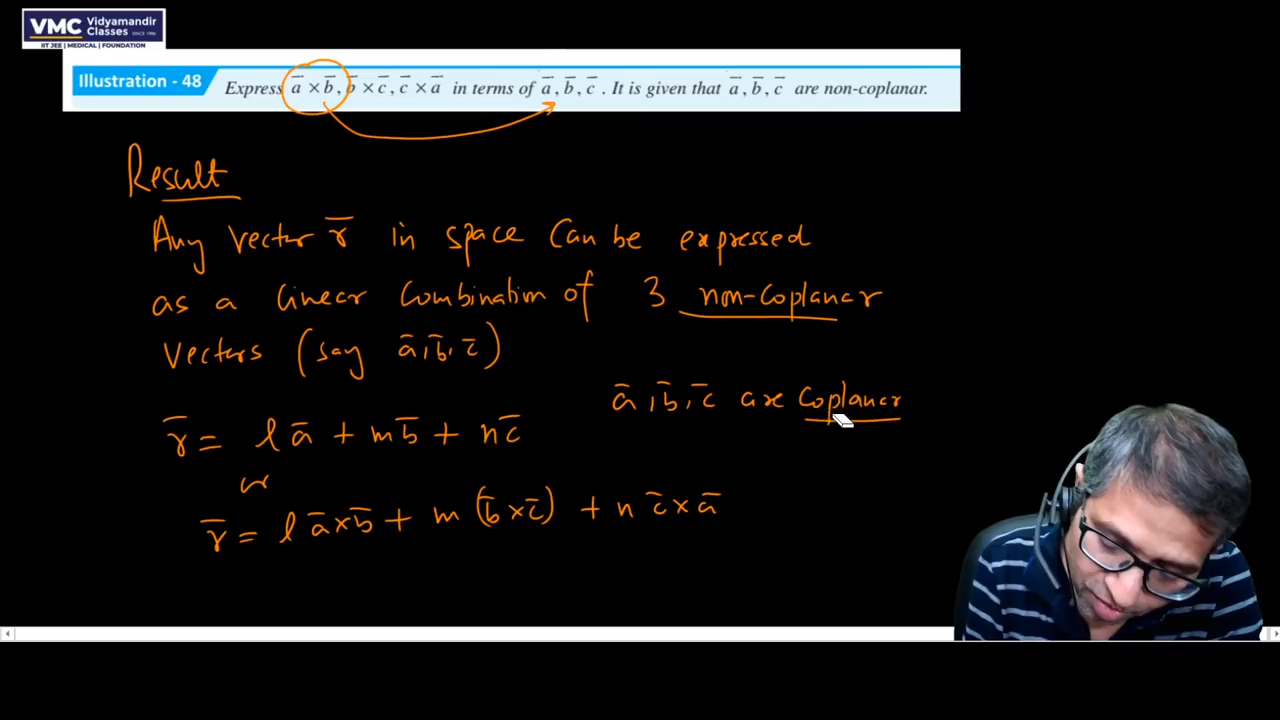 VMC Vidyamandir Classes SINCE 1986
IIT JEE | MEDICAL | FOUNDATION
Illustration - 48 Express a̅ × b̅, b̅ × c̅, c̅ × a̅ in terms of a̅, b̅, c̅. It is given that a̅, b̅, c̅ are non-coplanar.
Result
Any vector r̅ in space can be expressed
as a linear combination of 3 non-coplanar
vectors (say a̅, b̅, c̅)
a̅, b̅, c̅ are coplanar
r̅ = l a̅ + m b̅ + n c̅
or
r̅ = l a̅ × b̅ + m (b̅ × c̅) + n c̅ × a̅